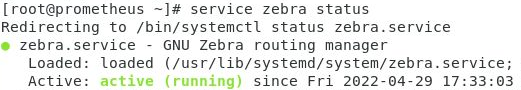 [root@prometheus ~]# service zebra status
Redirecting to /bin/systemctl status zebra.service
● zebra.service - GNU Zebra routing manager
   Loaded: loaded (/usr/lib/systemd/system/zebra.service;
   Active: active (running) since Fri 2022-04-29 17:33:03